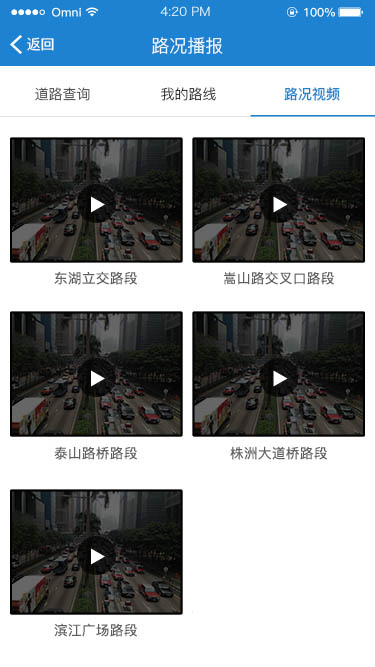 Omni 4:20 PM 100%
返回 路况播报
道路查询 我的路线 路况视频
东湖立交路段 嵩山路交叉口路段
泰山路桥路段 株洲大道桥路段
滨江广场路段